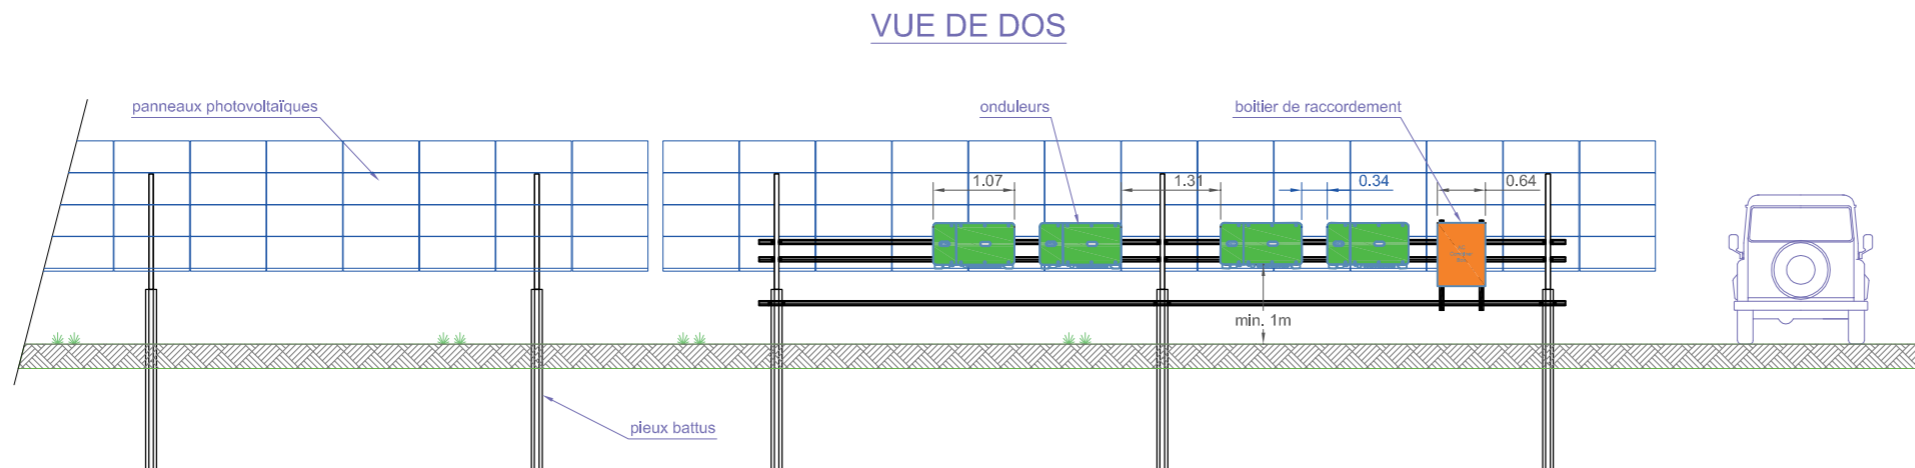 VUE DE DOS
panneaux photovoltaïques
onduleurs
boitier de raccordement
1.07
1.31
0.34
0.64
min. 1m
pieux battus